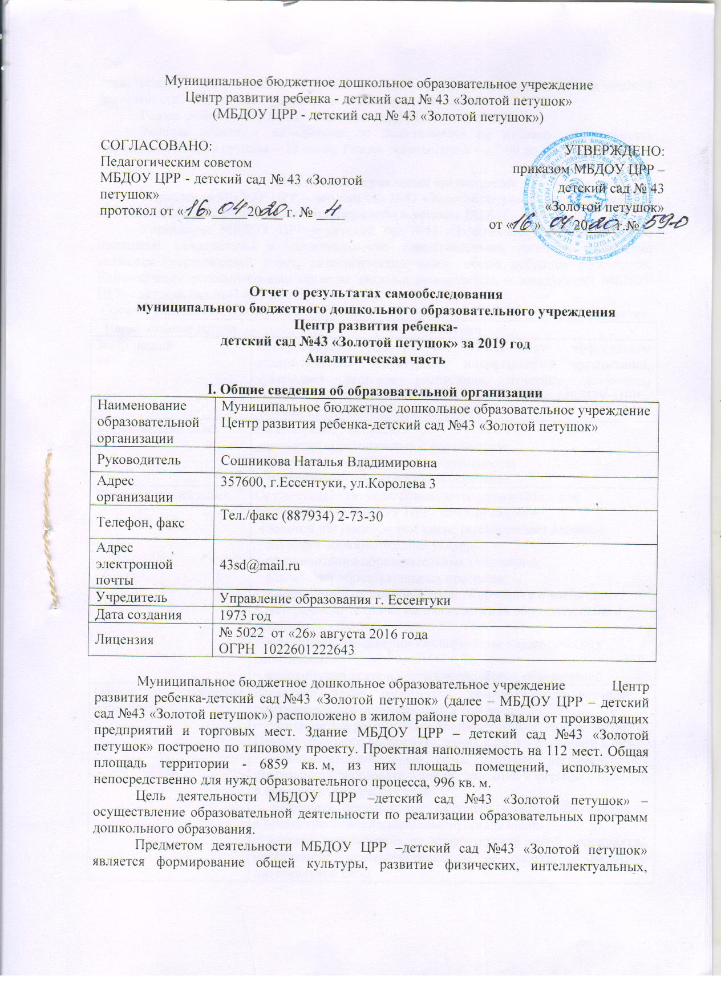 Муниципальное бюджетное дошкольное образовательное учреждение
Центр развития ребенка - детский сад № 43 «Золотой петушок»
(МБДОУ ЦРР - детский сад № 43 «Золотой петушок»)
СОГЛАСОВАНО:
Педагогическим советом
МБДОУ ЦРР - детский сад № 43 «Золотой
петушок»
протокол от «16» 04 2020 г. № 4
УТВЕРЖДЕНО:
приказом МБДОУ ЦРР –
детский сад № 43
«Золотой петушок»
от «16» 04 2020 г.№ 59-О
Отчет о результатах самообследования
муниципального бюджетного дошкольного образовательного учреждения
Центр развития ребенка-
детский сад №43 «Золотой петушок» за 2019 год
Аналитическая часть
I. Общие сведения об образовательной организации
Наименование
образовательной
организации
Муниципальное бюджетное дошкольное образовательное учреждение
Центр развития ребенка-детский сад №43 «Золотой петушок»
Руководитель
Сошникова Наталья Владимировна
Адрес
организации
357600, г.Ессентуки, ул.Королева 3
Телефон, факс
Тел./факс (887934) 2-73-30
Адрес
электронной
почты
43sd@mail.ru
Учредитель
Управление образования г. Ессентуки
Дата создания
1973 год
Лицензия
№ 5022 от «26» августа 2016 года
ОГРН 1022601222643
Муниципальное бюджетное дошкольное образовательное учреждение Центр
развития ребенка-детский сад №43 «Золотой петушок» (далее – МБДОУ ЦРР – детский
сад №43 «Золотой петушок») расположено в жилом районе города вдали от производящих
предприятий и торговых мест. Здание МБДОУ ЦРР – детский сад №43 «Золотой
петушок» построено по типовому проекту. Проектная наполняемость на 112 мест. Общая
площадь территории - 6859 кв. м, из них площадь помещений, используемых
непосредственно для нужд образовательного процесса, 996 кв. м.
Цель деятельности МБДОУ ЦРР –детский сад №43 «Золотой петушок» –
осуществление образовательной деятельности по реализации образовательных программ
дошкольного образования.
Предметом деятельности МБДОУ ЦРР –детский сад №43 «Золотой петушок»
является формирование общей культуры, развитие физических, интеллектуальных,